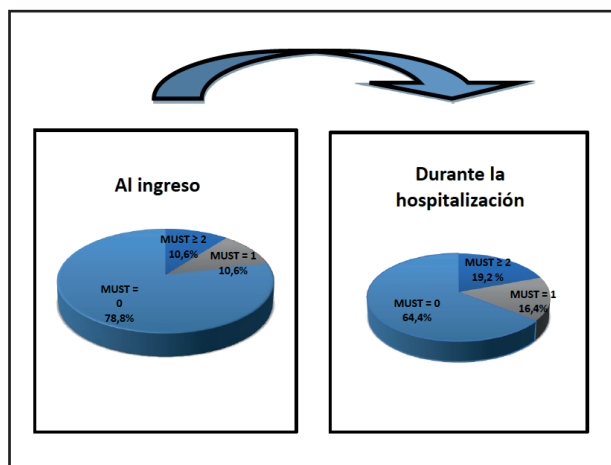 Al ingreso
MUST ≥ 2
10,6%
MUST = 1
10,6%
MUST =
0
78,8%
Durante la
hospitalización
MUST ≥ 2
19,2 %
MUST = 1
16,4%
MUST = 0
64,4%